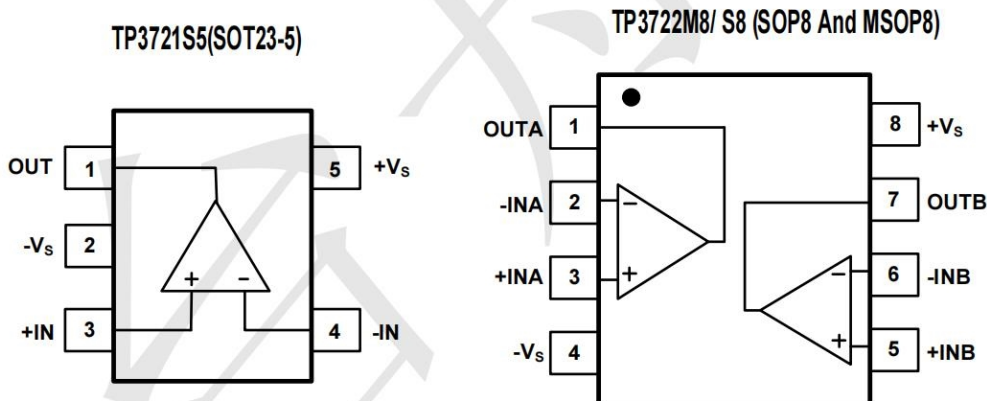 TP3721S5(SOT23-5)
OUT 1
5 +VS
-VS 2
+ −
+IN 3
4 -IN
TP3722M8/ S8 (SOP8 And MSOP8)
OUTA 1
8 +VS
-INA 2
−
7 OUTB
+INA 3
+
−
6 -INB
-VS 4
+
5 +INB